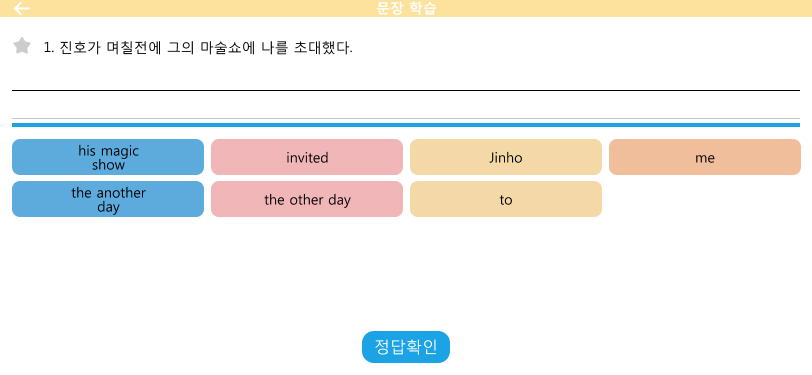 문장 학습
1. 진호가 며칠전에 그의 마술쇼에 나를 초대했다.
his magic
show
invited
Jinho
me
the another
day
the other day
to
정답확인